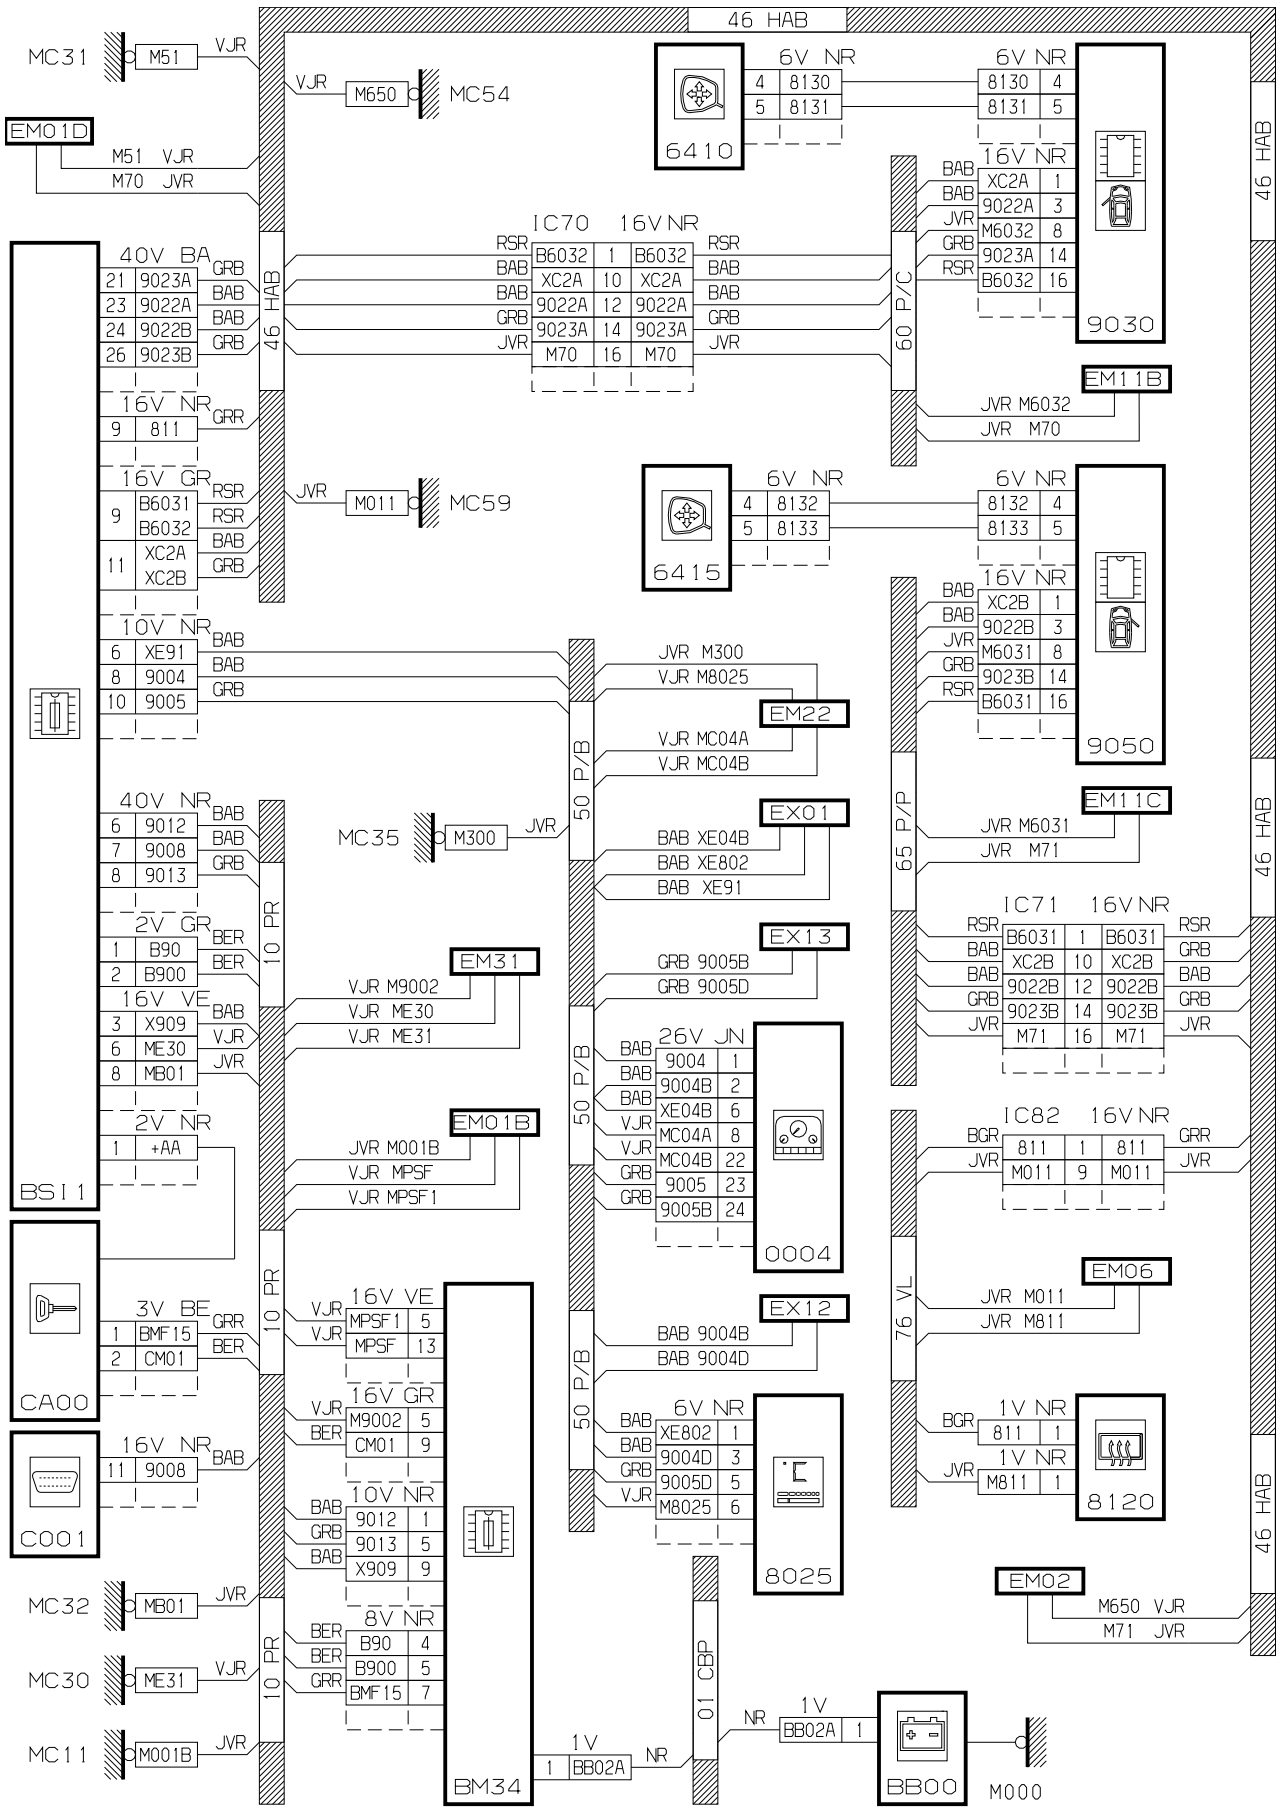 46 HAB
MC31 M51 VJR
VJR M650 MC54
EM01D
M51 VJR
M70 JVR
6410
6V NR
4 8130
5 8131
6V NR
8130 4
8131 5
46 HAB
16V NR
BAB XC2A 1
BAB 9022A 3
JVR M6032 8
GRB 9023A 14
RSR B6032 16
9030
60 P/C
IC70 16V NR
RSR B6032 1 B6032 RSR
BAB XC2A 10 XC2A BAB
BAB 9022A 12 9022A BAB
GRB 9023A 14 9023A GRB
JVR M70 16 M70 JVR
46 HAB
40V BA
21 9023A GRB
23 9022A BAB
24 9022B BAB
26 9023B GRB
16V NR
9 811 GRR
16V GR
9 B6031 RSR
B6032 RSR
11 XC2A BAB
XC2B GRB
10V NR
6 XE91 BAB
8 9004 BAB
10 9005 GRB
40V NR
6 9012 BAB
7 9008 BAB
8 9013 GRB
2V GR
1 B90 BER
2 B900 BER
16V VE
3 X909 BAB
6 ME30 VJR
8 MB01 JVR
2V NR
1 +AA
BSI1
EM11B
JVR M6032
JVR M70
JVR M011 MC59
6415
6V NR
4 8132
5 8133
6V NR
8132 4
8133 5
16V NR
BAB XC2B 1
BAB 9022B 3
JVR M6031 8
GRB 9023B 14
RSR B6031 16
9050
JVR M300
VJR M8025
EM22
VJR MC04A
VJR MC04B
50 P/B
MC35 M300 JVR
EX01
BAB XE04B
BAB XE802
BAB XE91
65 P/P
EM11C
JVR M6031
JVR M71
46 HAB
IC71 16V NR
RSR B6031 1 B6031 RSR
BAB XC2B 10 XC2B GRB
BAB 9022B 12 9022B BAB
GRB 9023B 14 9023B GRB
JVR M71 16 M71 JVR
10 PR
EM31
VJR M9002
VJR ME30
VJR ME31
EX13
GRB 9005B
GRB 9005D
50 P/B
26V JN
BAB 9004 1
BAB 9004B 2
BAB XE04B 6
VJR MC04A 8
VJR MC04B 22
GRB 9005 23
GRB 9005B 24
0004
EM01B
JVR M001B
VJR MPSF
VJR MPSF1
IC82 16V NR
BGR 811 1 811 GRR
JVR M011 9 M011 JVR
76 VL
EM06
JVR M011
JVR M811
10 PR
CA00
3V BE
1 BMF15 GRR
2 CM01 BER
16V VE
VJR MPSF1 5
VJR MPSF 13
16V GR
VJR M9002 5
BER CM01 9
10V NR
BAB 9012 1
GRB 9013 5
BAB X909 9
8V NR
BER B90 4
BER B900 5
GRR BMF15 7
BM34
EX12
BAB 9004B
BAB 9004D
50 P/B
6V NR
BAB XE802 1
BAB 9004D 3
GRB 9005D 5
VJR M8025 6
8025
1V NR
BGR 811 1
1V NR
JVR M811 1
8120
46 HAB
C001
16V NR
11 9008 BAB
MC32 MB01 JVR
MC30 ME31 VJR
MC11 M001B JVR
10 PR
EM02
M650 VJR
M71 JVR
01 CBP
1V
1 BB02A NR
1V
NR BB02A 1
BB00
M000